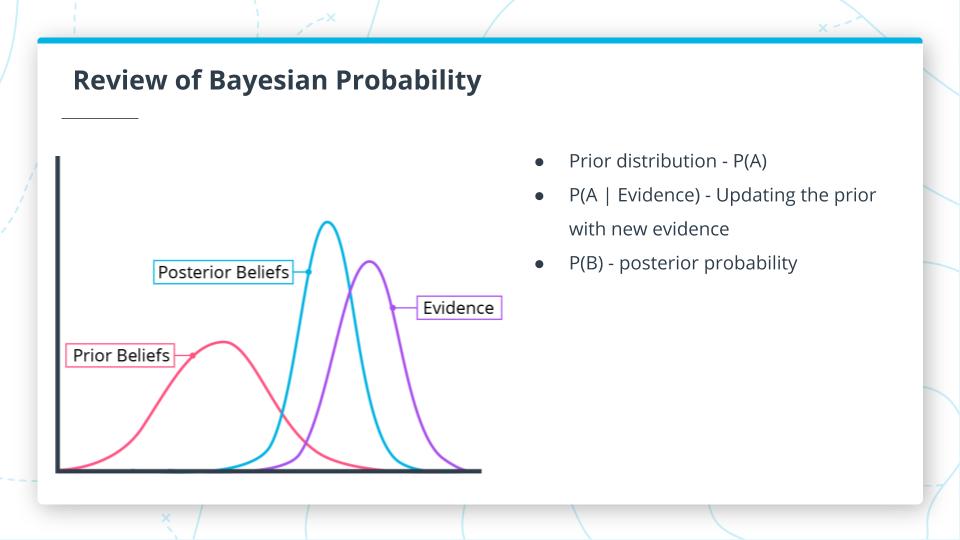 Review of Bayesian Probability
Posterior Beliefs
Evidence
Prior Beliefs
● Prior distribution - P(A)
● P(A | Evidence) - Updating the prior
with new evidence
● P(B) - posterior probability